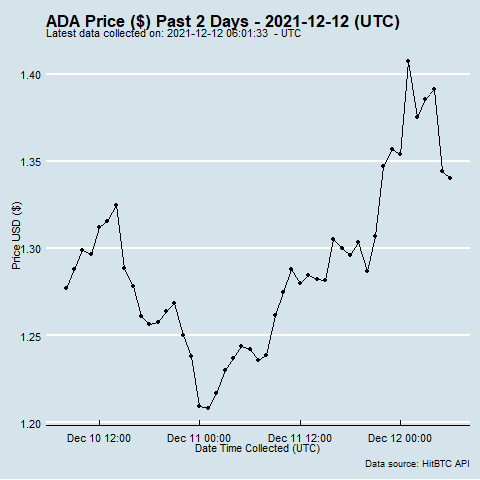 ADA Price ($) Past 2 Days - 2021-12-12 (UTC)
Latest data collected on: 2021-12-12 06:01:33  - UTC
1.40
1.35
1.30
1.25
1.20
Price USD ($)
Dec 10 12:00
Dec 11 00:00
Dec 11 12:00
Dec 12 00:00
Date Time Collected (UTC)
Data source: HitBTC API